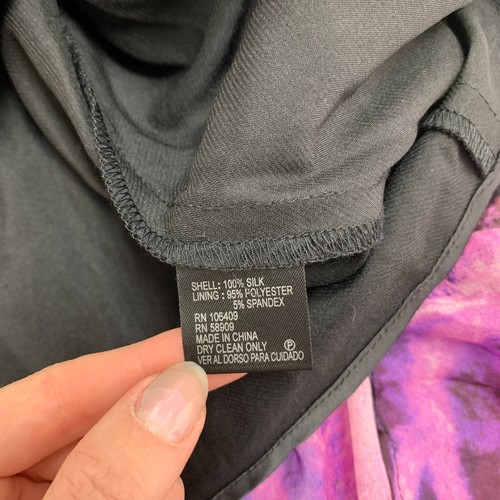 SHELL: 100% SILK
LINING : 95% POLYESTER
5% SPANDEX
RN 106409
RN 58909
MADE IN CHINA
DRY CLEAN ONLY Ⓟ
VER AL DORSO PARA CUIDADO